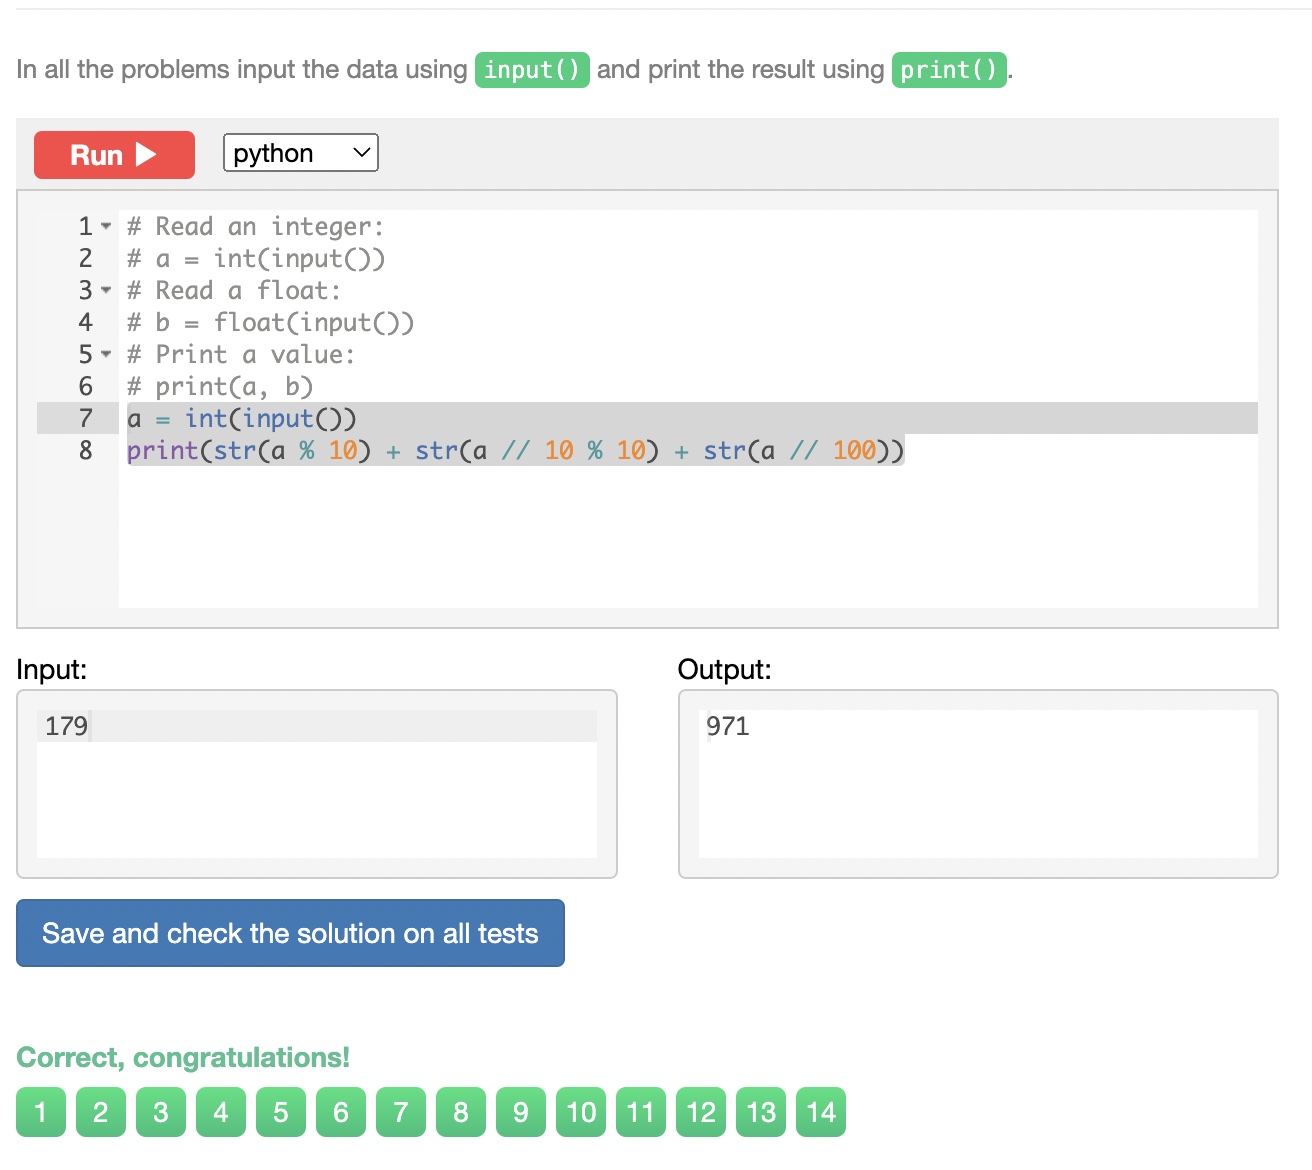 In all the problems input the data using input() and print the result using print().
Run
python
1 # Read an integer:
2 # a = int(input())
3 # Read a float:
4 # b = float(input())
5 # Print a value:
6 # print(a, b)
7 a = int(input())
8 print(str(a % 10) + str(a // 10 % 10) + str(a // 100))
Input:
Output:
179
971
Save and check the solution on all tests
Correct, congratulations!
1 2 3 4 5 6 7 8 9 10 11 12 13 14